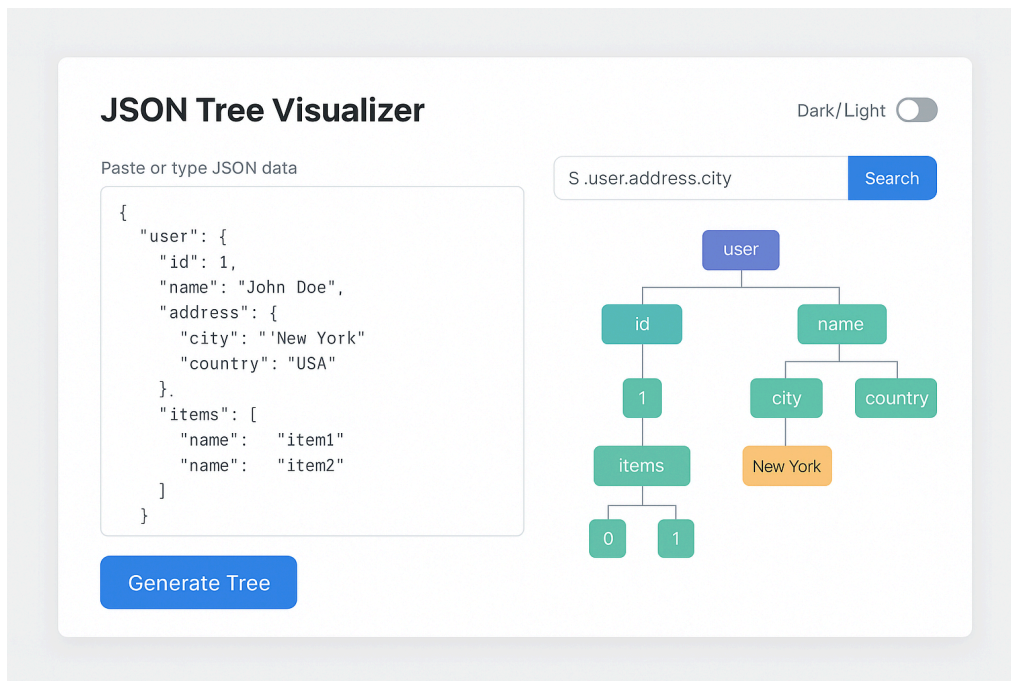 JSON Tree Visualizer
Dark/Light
Paste or type JSON data
{
"user": {
"id": 1,
"name": "John Doe",
"address": {
"city": "'New York"
"country": "USA"
}.
"items": [
"name": "item1"
"name": "item2"
]
}
Generate Tree
S .user.address.city
Search
user
id
name
1
city
country
items
New York
0
1